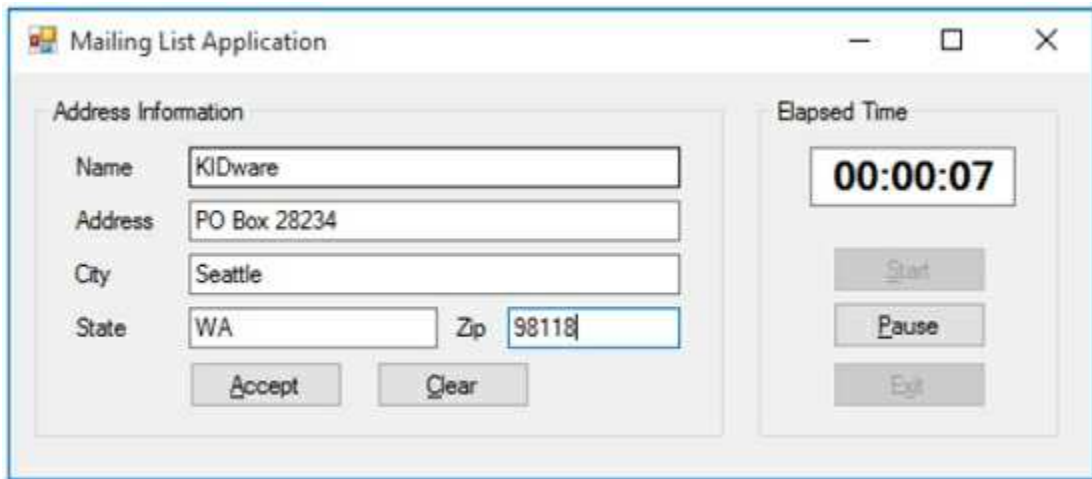 Mailing List Application
Address Information
Name KIDware
Address PO Box 28234
City Seattle
State WA Zip 98118
Accept Clear
Elapsed Time
00:00:07
Start
Pause
Exit